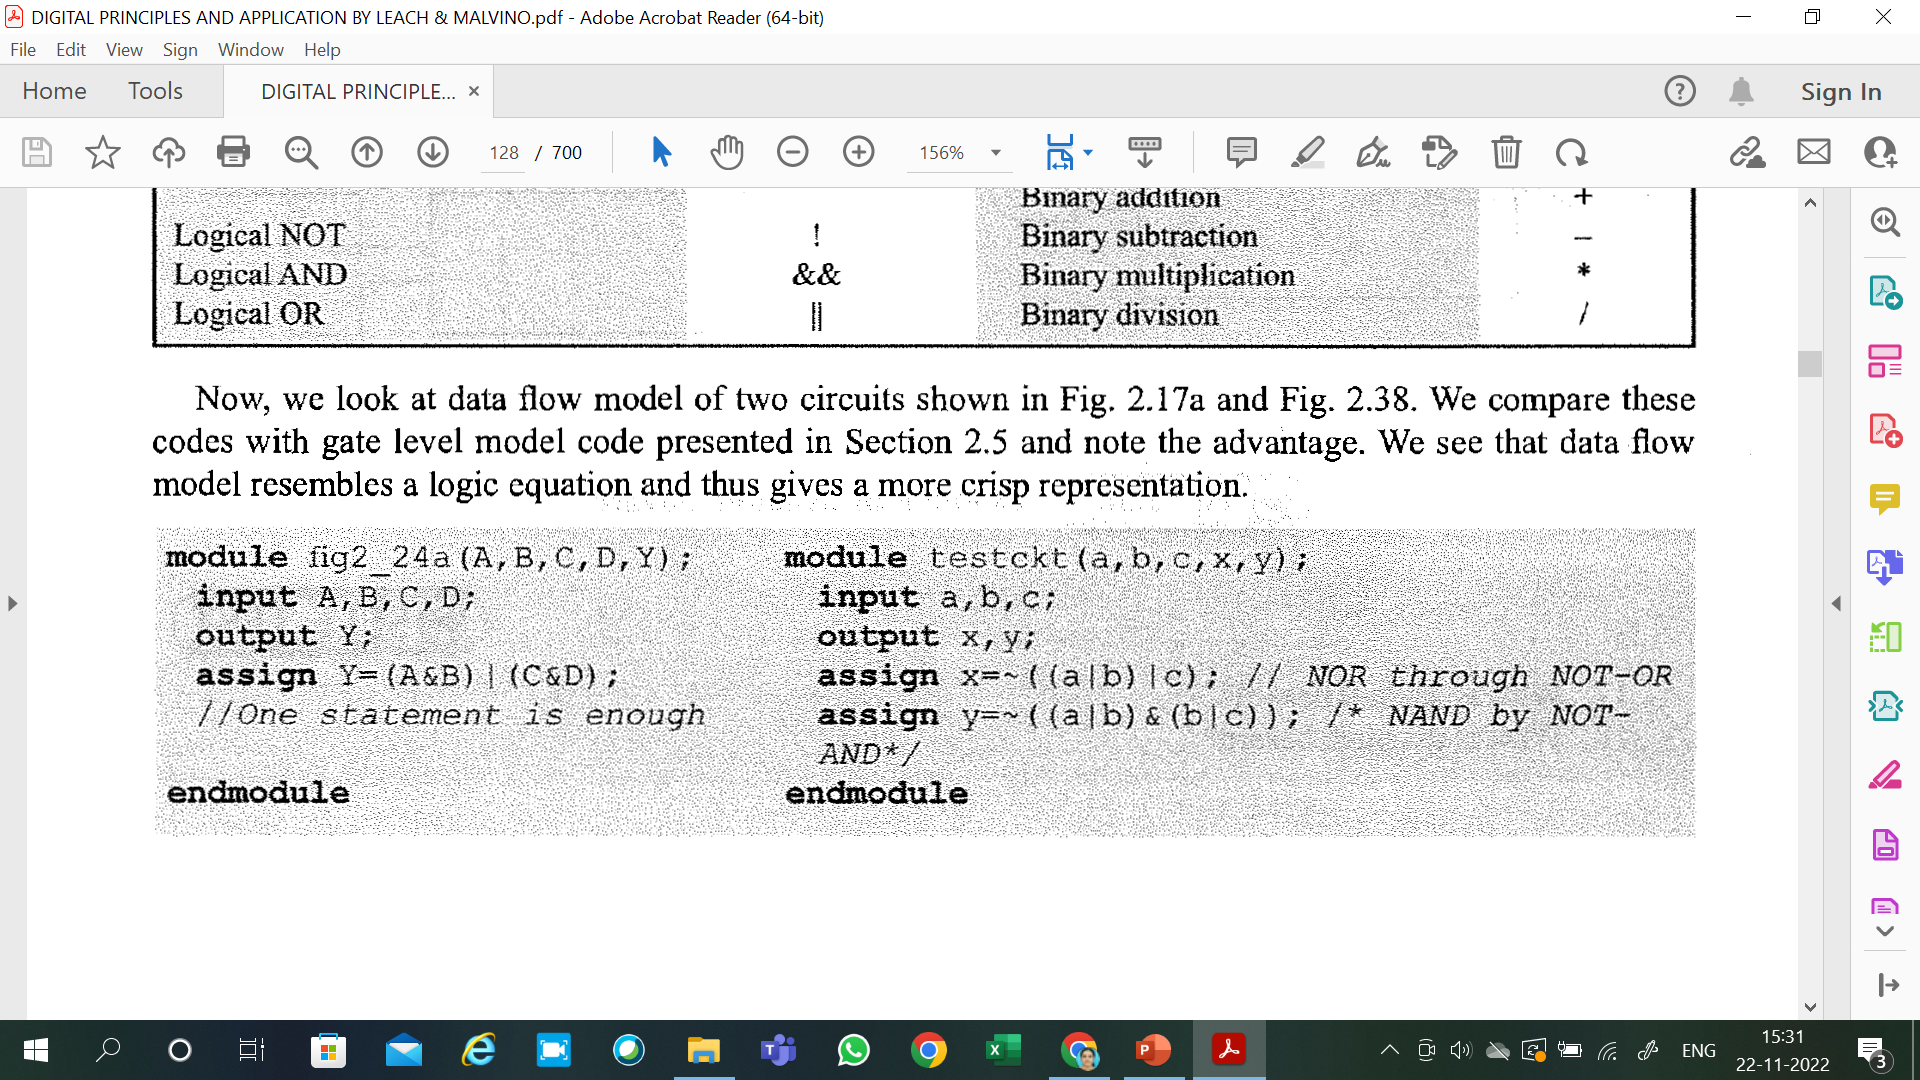 DIGITAL PRINCIPLES AND APPLICATION BY LEACH & MALVINO.pdf - Adobe Acrobat Reader (64-bit)
File Edit View Sign Window Help
Home Tools DIGITAL PRINCIPLE... × Sign In
128 / 700 156%
Binary addition +
Logical NOT ! Binary subtraction –
Logical AND && Binary multiplication *
Logical OR || Binary division /
Now, we look at data flow model of two circuits shown in Fig. 2.17a and Fig. 2.38. We compare these
codes with gate level model code presented in Section 2.5 and note the advantage. We see that data flow
model resembles a logic equation and thus gives a more crisp representation.
module fig2_24a(A,B,C,D,Y);
input A,B,C,D;
output Y;
assign Y=(A&B)|(C&D);
//One statement is enough
endmodule
module testckt(a,b,c,x,y);
input a,b,c;
output x,y;
assign x=~((a|b)|c); // NOR through NOT-OR
assign y=~((a|b)&(b|c)); /* NAND by NOT-
AND*/
endmodule
ENG
15:31
22-11-2022
3